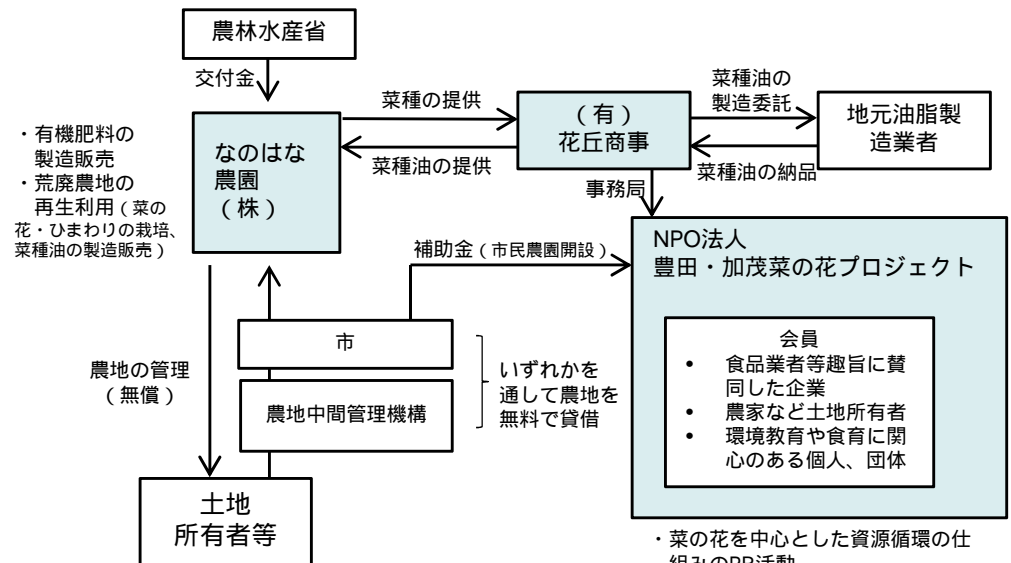 農林水産省
交付金
・有機肥料の
製造販売
・荒廃農地の
再生利用(菜の
花・ひまわりの栽培、
菜種油の製造販売)
なのはな
農園
(株)
菜種の提供
菜種油の提供
(有)
花丘商事
菜種油の
製造委託
菜種油の納品
地元油脂製
造業者
事務局
補助金(市民農園開設)
NPO法人
豊田・加茂菜の花プロジェクト
会員
• 食品業者等趣旨に賛
同した企業
• 農家など土地所有者
• 環境教育や食育に関
心のある個人、団体
市
農地中間管理機構
いずれかを
通して農地を
無料で貸借
農地の管理
(無償)
土地
所有者等
・菜の花を中心とした資源循環の仕
組みのPR活動